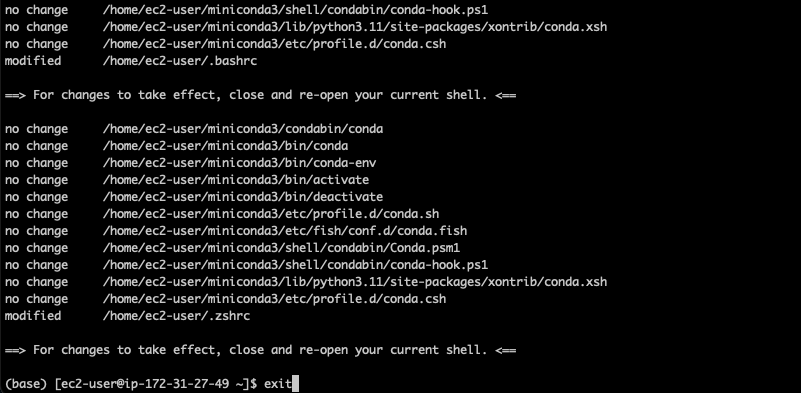 no change     /home/ec2-user/miniconda3/shell/condabin/conda-hook.ps1
no change     /home/ec2-user/miniconda3/lib/python3.11/site-packages/xontrib/conda.xsh
no change     /home/ec2-user/miniconda3/etc/profile.d/conda.csh
modified      /home/ec2-user/.bashrc

==> For changes to take effect, close and re-open your current shell. <==

no change     /home/ec2-user/miniconda3/condabin/conda
no change     /home/ec2-user/miniconda3/bin/conda
no change     /home/ec2-user/miniconda3/bin/conda-env
no change     /home/ec2-user/miniconda3/bin/activate
no change     /home/ec2-user/miniconda3/bin/deactivate
no change     /home/ec2-user/miniconda3/etc/profile.d/conda.sh
no change     /home/ec2-user/miniconda3/etc/fish/conf.d/conda.fish
no change     /home/ec2-user/miniconda3/shell/condabin/Conda.psm1
no change     /home/ec2-user/miniconda3/shell/condabin/conda-hook.ps1
no change     /home/ec2-user/miniconda3/lib/python3.11/site-packages/xontrib/conda.xsh
no change     /home/ec2-user/miniconda3/etc/profile.d/conda.csh
modified      /home/ec2-user/.zshrc

==> For changes to take effect, close and re-open your current shell. <==

(base) [ec2-user@ip-172-31-27-49 ~]$ exit